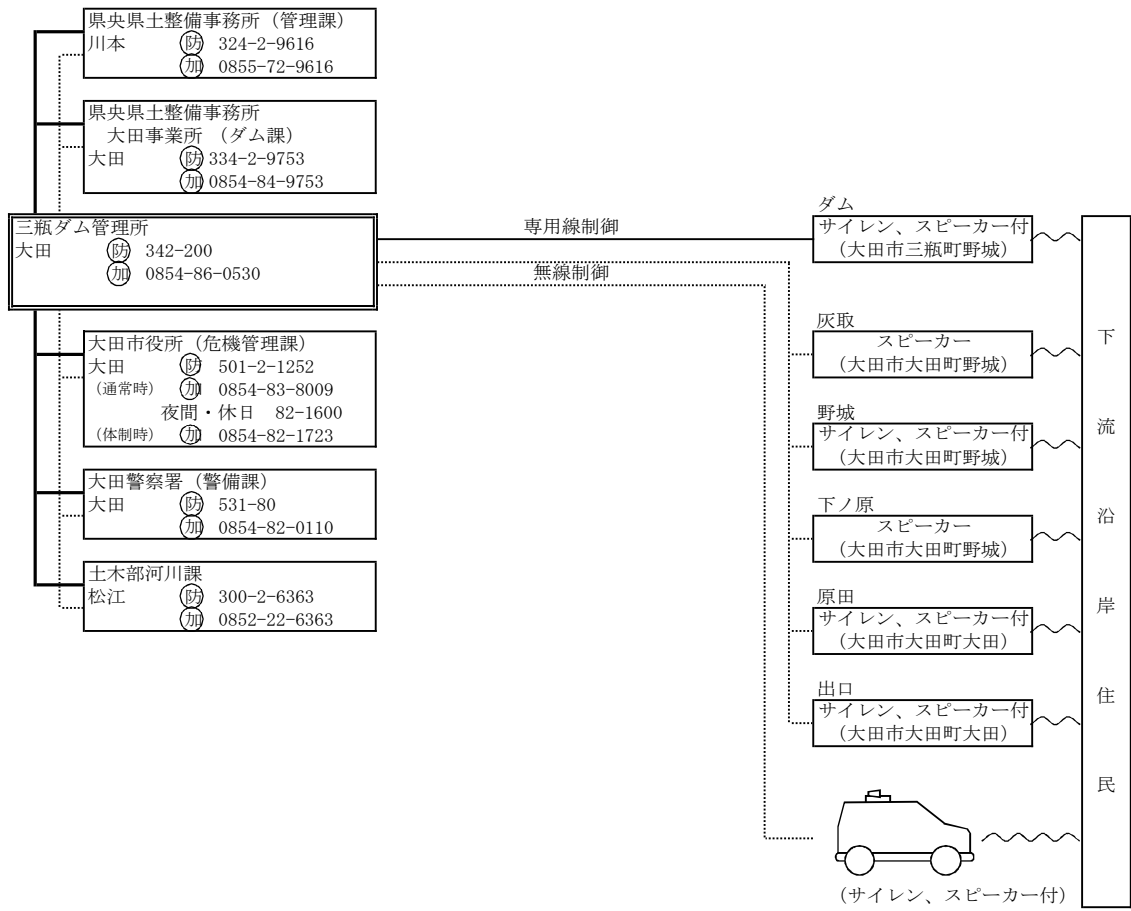 県央県土整備事務所（管理課）
川本 ㊐防 324-2-9616
加 0855-72-9616
県央県土整備事務所
大田事業所 （ダム課）
大田 防 334-2-9753
加 0854-84-9753
三瓶ダム管理所
大田 防 342-200
加 0854-86-0530
大田市役所（危機管理課）
大田 防 501-2-1252
（通常時） 加 0854-83-8009
夜間・休日 82-1600
（体制時） 加 0854-82-1723
大田警察署（警備課）
大田 防 531-80
加 0854-82-0110
土木部河川課
松江 防 300-2-6363
加 0852-22-6363
専用線制御
無線制御
ダム
サイレン、スピーカー付
（大田市三瓶町野城）
灰取
スピーカー
（大田市大田町野城）
野城
サイレン、スピーカー付
（大田市大田町野城）
下ノ原
スピーカー
（大田市大田町野城）
原田
サイレン、スピーカー付
（大田市大田町大田）
出口
サイレン、スピーカー付
（大田市大田町大田）
（サイレン、スピーカー付）
下流沿岸住民